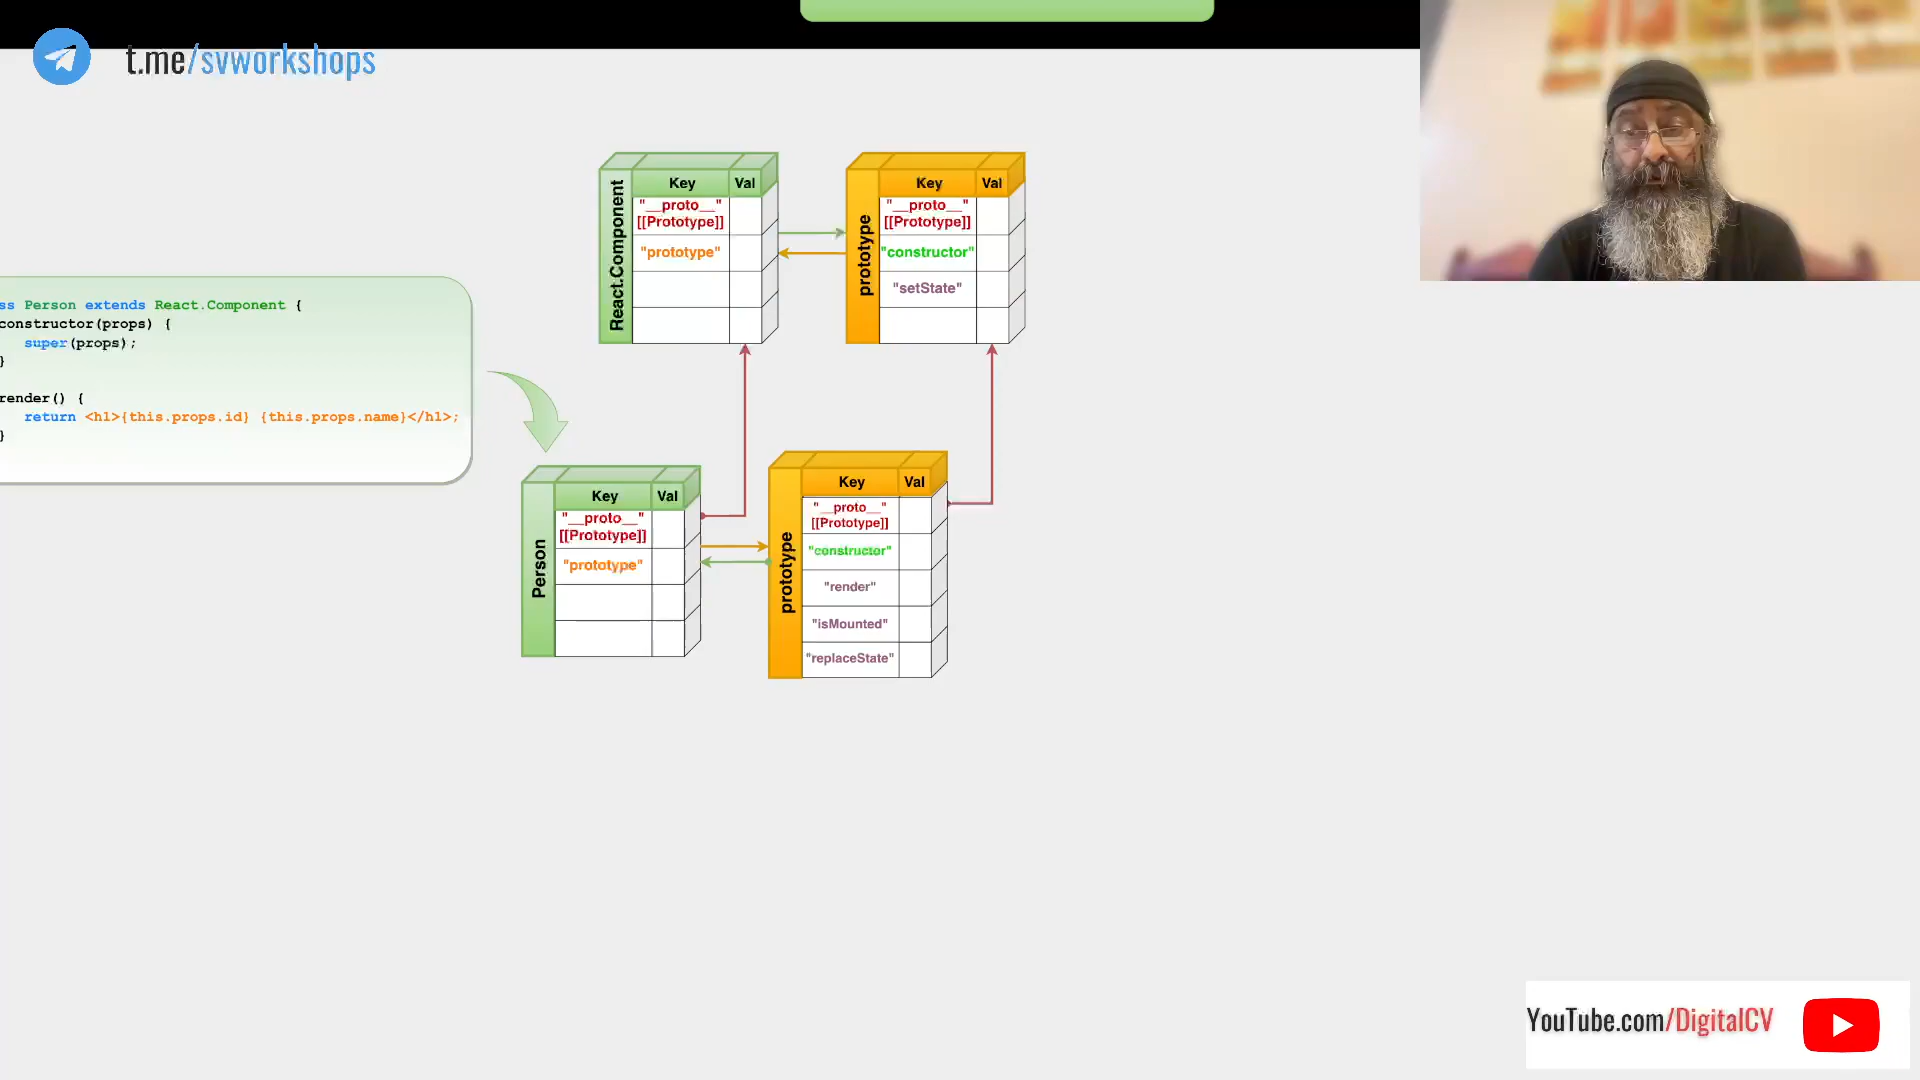 t.me/svworkshops
ss Person extends React.Component {
constructor(props) {
super(props);
}
render() {
return <h1>{this.props.id} {this.props.name}</h1>;
}
React.Component
Key Val
"__proto__"
[[Prototype]]
"prototype"
prototype
Key Val
"__proto__"
[[Prototype]]
"constructor"
"setState"
Person
Key Val
"__proto__"
[[Prototype]]
"prototype"
prototype
Key Val
"__proto__"
[[Prototype]]
"constructor"
"render"
"isMounted"
"replaceState"
YouTube.com/DigitalCV